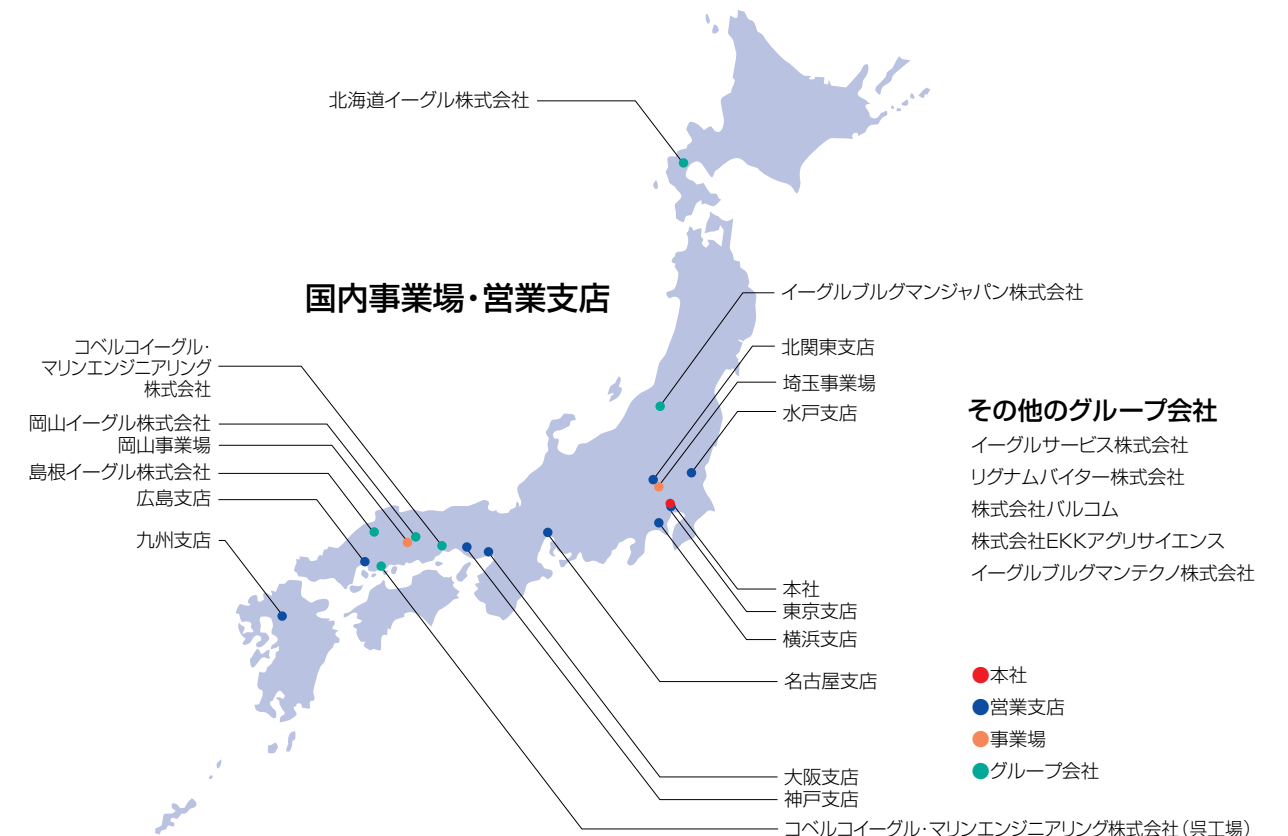 北海道イーグル株式会社
国内事業場・営業支店
イーグルブルグマンジャパン株式会社
北関東支店
埼玉事業場
水戸支店
コベルコイーグル・
マリンエンジニアリング
株式会社
岡山イーグル株式会社
岡山事業場
島根イーグル株式会社
広島支店
九州支店
その他のグループ会社
イーグルサービス株式会社
リグナムバイター株式会社
株式会社バルコム
株式会社EKKアグリサイエンス
イーグルブルグマンテクノ株式会社
本社
東京支店
横浜支店
名古屋支店
大阪支店
神戸支店
コベルコイーグル・マリンエンジニアリング株式会社(呉工場)
●本社
●営業支店
●事業場
●グループ会社